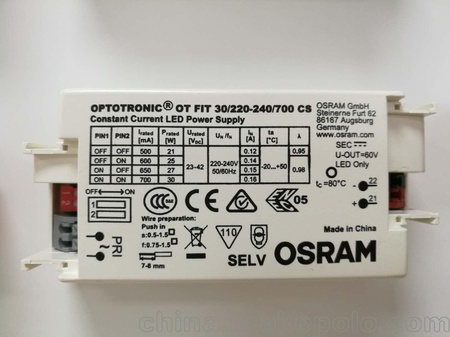 OPTOTRONIC® OT FIT 30/220-240/700 CS
Constant Current LED Power Supply
PIN1 PIN2 Irated (mA) Prated (W) Urated (VDC) UN / fN IN (A) ta (°C) λ
OFF OFF 500 21 23-42 220-240V 50/60Hz 0.12 -20...+50 0.95
OFF ON 600 25 0.14 0.98
ON OFF 650 27 0.15
ON ON 700 30 0.16
OSRAM GmbH
Steinerne Furt 62
86167 Augsburg
Germany
www.osram.com
SEC
U-OUT=60V
LED Only
tc =80°C
22
21
OFF ON
1
2
Wire preparation:
Push in
s:0.5-1.5
f:0.75-1.5
7-8 mm
PRI
CCC
CE
05
110
SELV
Made in China
OSRAM